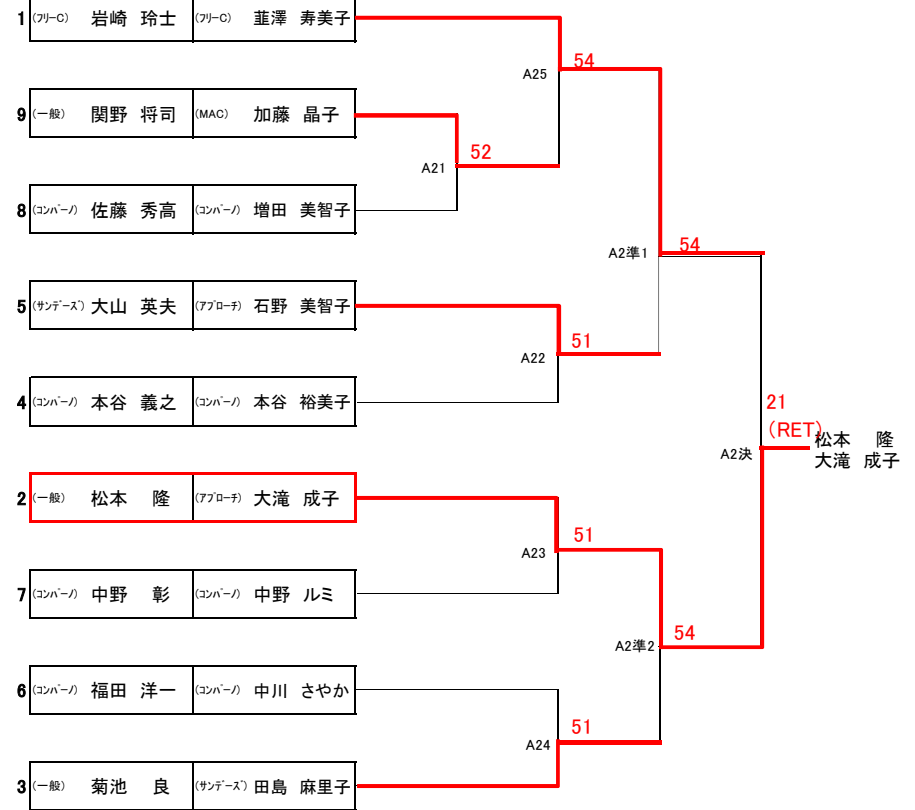 1 (フリーC) 岩崎 玲士 (フリーC) 韮澤 寿美子
54
A25
9 (一般) 関野 将司 (MAC) 加藤 晶子
52
A21
8 (コンバーノ) 佐藤 秀高 (コンバーノ) 増田 美智子
A2準1 54
5 (サンデーズ) 大山 英夫 (アプローチ) 石野 美智子
51
A22
4 (コンバーノ) 本谷 義之 (コンバーノ) 本谷 裕美子
21
(RET)
A2決
松本 隆
大滝 成子
2 (一般) 松本 隆 (アプローチ) 大滝 成子
51
A23
7 (コンバーノ) 中野 彰 (コンバーノ) 中野 ルミ
A2準2 54
6 (コンバーノ) 福田 洋一 (コンバーノ) 中川 さやか
51
A24
3 (一般) 菊池 良 (サンデーズ) 田島 麻里子